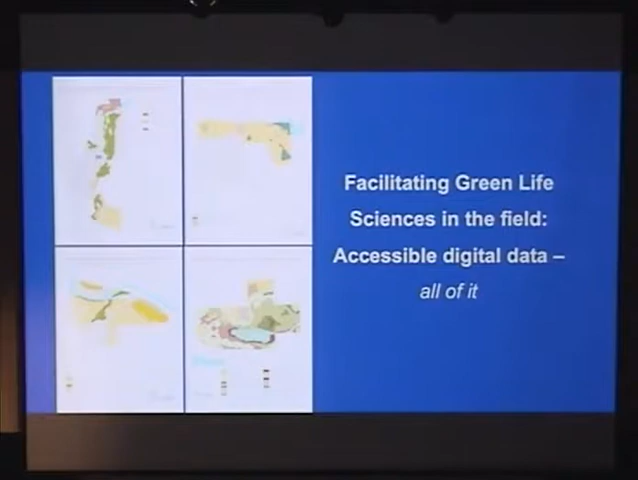 Facilitating Green Life
Sciences in the field:
Accessible digital data –
all of it